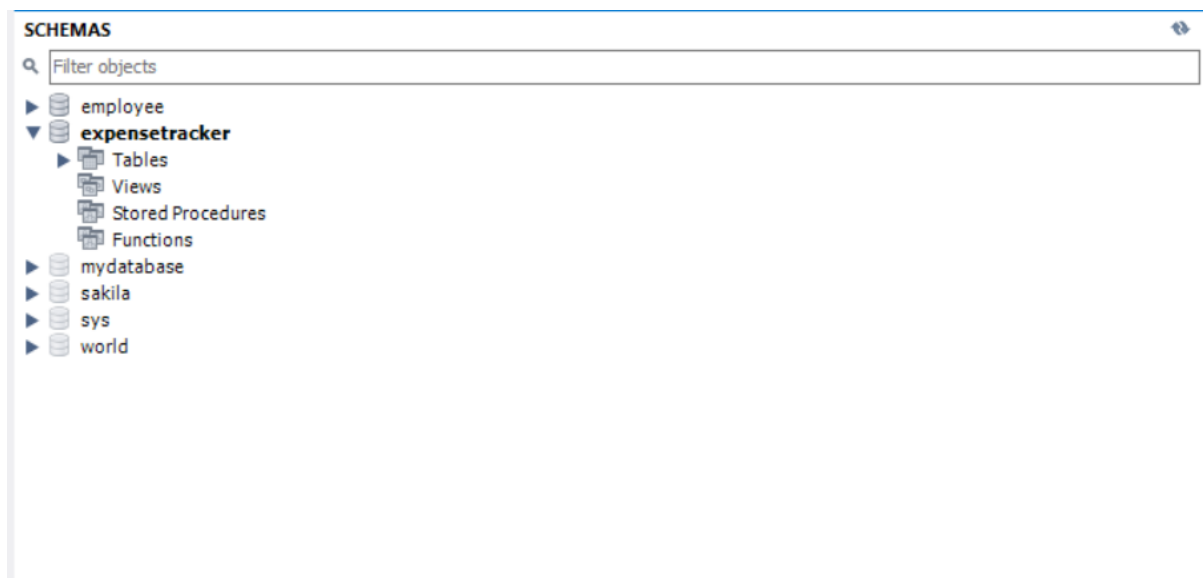 SCHEMAS
Filter objects
employee
expensetracker
Tables
Views
Stored Procedures
Functions
mydatabase
sakila
sys
world